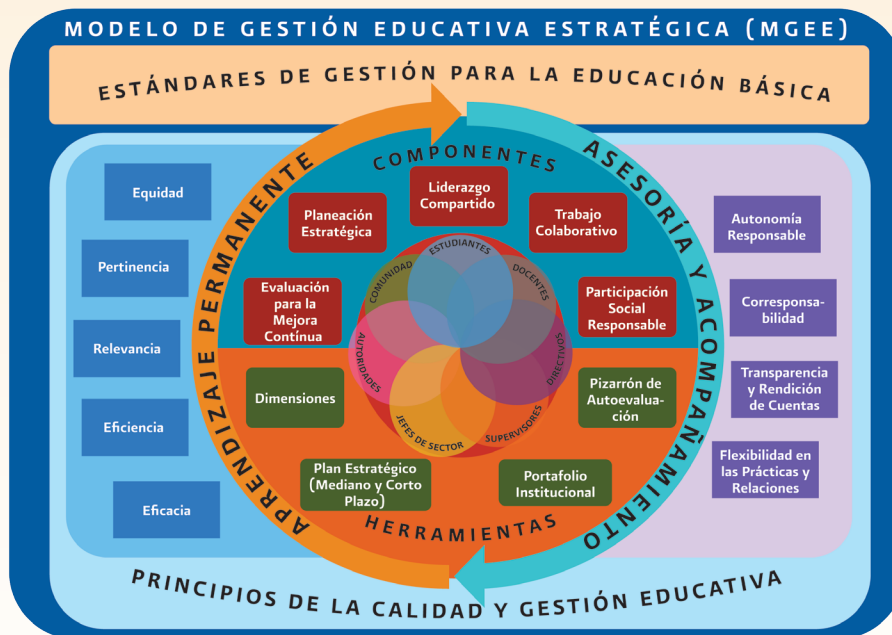 MODELO DE GESTIÓN EDUCATIVA ESTRATÉGICA (MGEE)
ESTÁNDARES DE GESTIÓN PARA LA EDUCACIÓN BÁSICA
APRENDIZAJE PERMANENTE
ASESORÍA Y ACOMPAÑAMIENTO
COMPONENTES
Equidad
Pertinencia
Relevancia
Eficiencia
Eficacia
Liderazgo
Compartido
Planeación
Estratégica
Trabajo
Colaborativo
Evaluación
para la
Mejora
Contínua
Participación
Social
Responsable
ESTUDIANTES
DOCENTES
DIRECTIVOS
SUPERVISORES
JEFES DE SECTOR
AUTORIDADES
COMUNIDAD
Dimensiones
Pizarrón de
Autoevalua-
ción
Plan Estratégico
(Mediano y Corto
Plazo)
Portafolio
Institucional
HERRAMIENTAS
Autonomía
Responsable
Corresponsa-
bilidad
Transparencia
y Rendición
de Cuentas
Flexibilidad en
las Prácticas y
Relaciones
PRINCIPIOS DE LA CALIDAD Y GESTIÓN EDUCATIVA